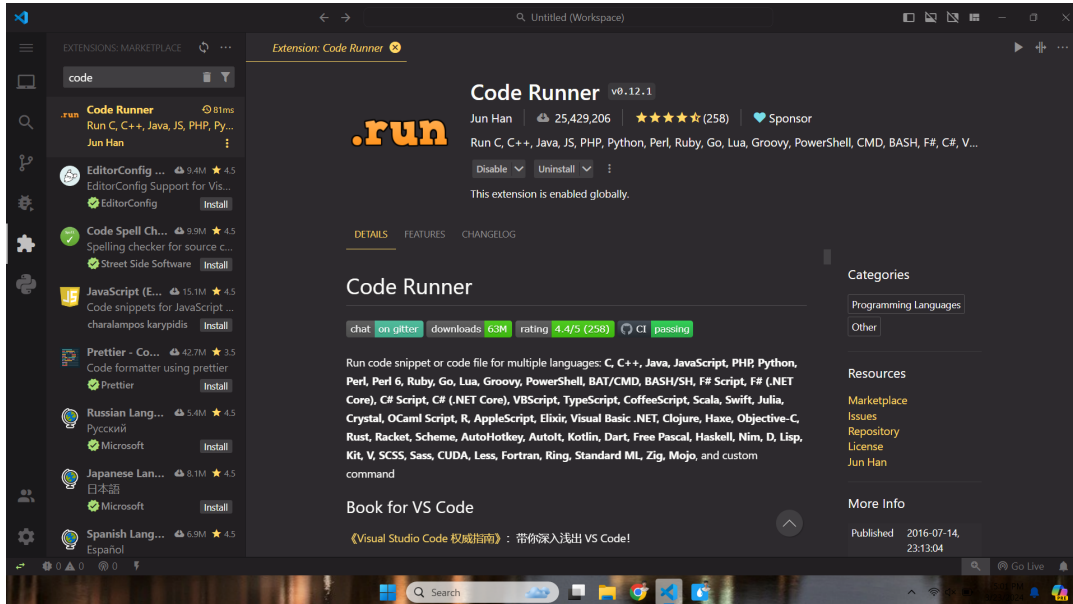 Untitled (Workspace)
EXTENSIONS: MARKETPLACE
code
.run
Code Runner
81ms
Run C, C++, Java, JS, PHP, Py...
Jun Han
EditorConfig ...
9.4M
4.5
EditorConfig Support for Vis...
EditorConfig
Install
Code Spell Ch...
9.9M
4.5
Spelling checker for source c...
Street Side Software
Install
JS
JavaScript (E...
15.1M
4.5
Code snippets for JavaScript ...
charalampos karypidis
Install
Prettier - Co...
42.7M
3.5
Code formatter using prettier
Prettier
Install
Russian Lang...
5.4M
4.5
Русский
Microsoft
Install
Japanese Lan...
8.1M
4.5
日本語
Microsoft
Install
Spanish Lang...
6.9M
4.5
Español
Extension: Code Runner
.run
Code Runner
v0.12.1
Jun Han
25,429,206
(258)
Sponsor
Run C, C++, Java, JS, PHP, Python, Perl, Ruby, Go, Lua, Groovy, PowerShell, CMD, BASH, F#, C#, V...
Disable
Uninstall
This extension is enabled globally.
DETAILS
FEATURES
CHANGELOG
Code Runner
chat on gitter
downloads 63M
rating 4.4/5 (258)
CI passing
Run code snippet or code file for multiple languages: C, C++, Java, JavaScript, PHP, Python,
Perl, Perl 6, Ruby, Go, Lua, Groovy, PowerShell, BAT/CMD, BASH/SH, F# Script, F# (.NET
Core), C# Script, C# (.NET Core), VBScript, TypeScript, CoffeeScript, Scala, Swift, Julia,
Crystal, OCaml Script, R, AppleScript, Elixir, Visual Basic .NET, Clojure, Haxe, Objective-C,
Rust, Racket, Scheme, AutoHotkey, AutoIt, Kotlin, Dart, Free Pascal, Haskell, Nim, D, Lisp,
Kit, V, SCSS, Sass, CUDA, Less, Fortran, Ring, Standard ML, Zig, Mojo, and custom
command
Book for VS Code
《Visual Studio Code 权威指南》：带你深入浅出 VS Code!
Categories
Programming Languages
Other
Resources
Marketplace
Issues
Repository
License
Jun Han
More Info
Published
2016-07-14,
23:13:04
0
0
0
Go Live
Search